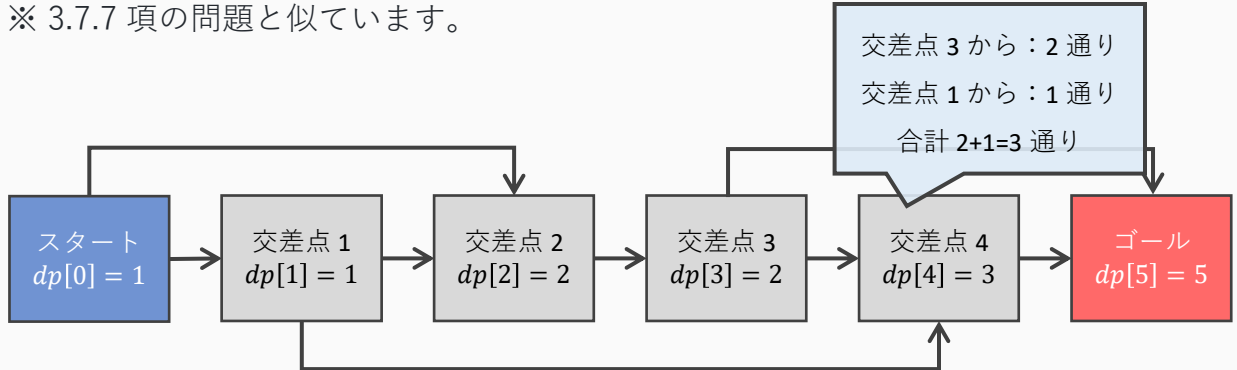 ※ 3.7.7 項の問題と似ています。
交差点 3 から：2 通り
交差点 1 から：1 通り
合計 2+1=3 通り
スタート
dp[0] = 1
交差点 1
dp[1] = 1
交差点 2
dp[2] = 2
交差点 3
dp[3] = 2
交差点 4
dp[4] = 3
ゴール
dp[5] = 5